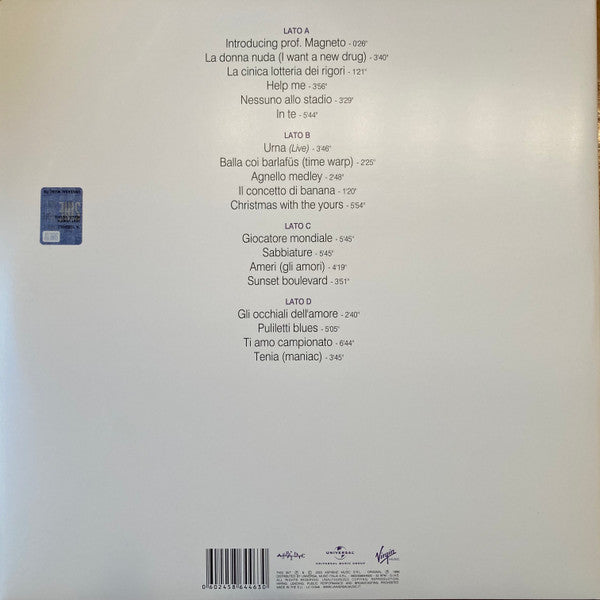 LATO A
Introducing prof. Magneto - 0'26"
La donna nuda (I want a new drug) - 3'40"
La cinica lotteria dei rigori - 1'21"
Help me - 3'56"
Nessuno allo stadio - 3'29"
In te - 5'44"
LATO B
Urna (Live) - 3'46"
Balla coi barlafüs (time warp) - 2'25"
Agnello medley - 2'48"
Il concetto di banana - 1'20"
Christmas with the yours - 5'54"
LATO C
Giocatore mondiale - 5'45"
Sabbiature - 5'45"
Ameri (gli amori) - 4'19"
Sunset boulevard - 3'51"
LATO D
Gli occhiali dell'amore - 2'40"
Puliletti blues - 5'05"
Ti amo campionato - 6'44"
Tenia (maniac) - 3'45"
UNIVERSAL
UNIVERSAL MUSIC GROUP
Virgin
MUSIC
0 602458 644630